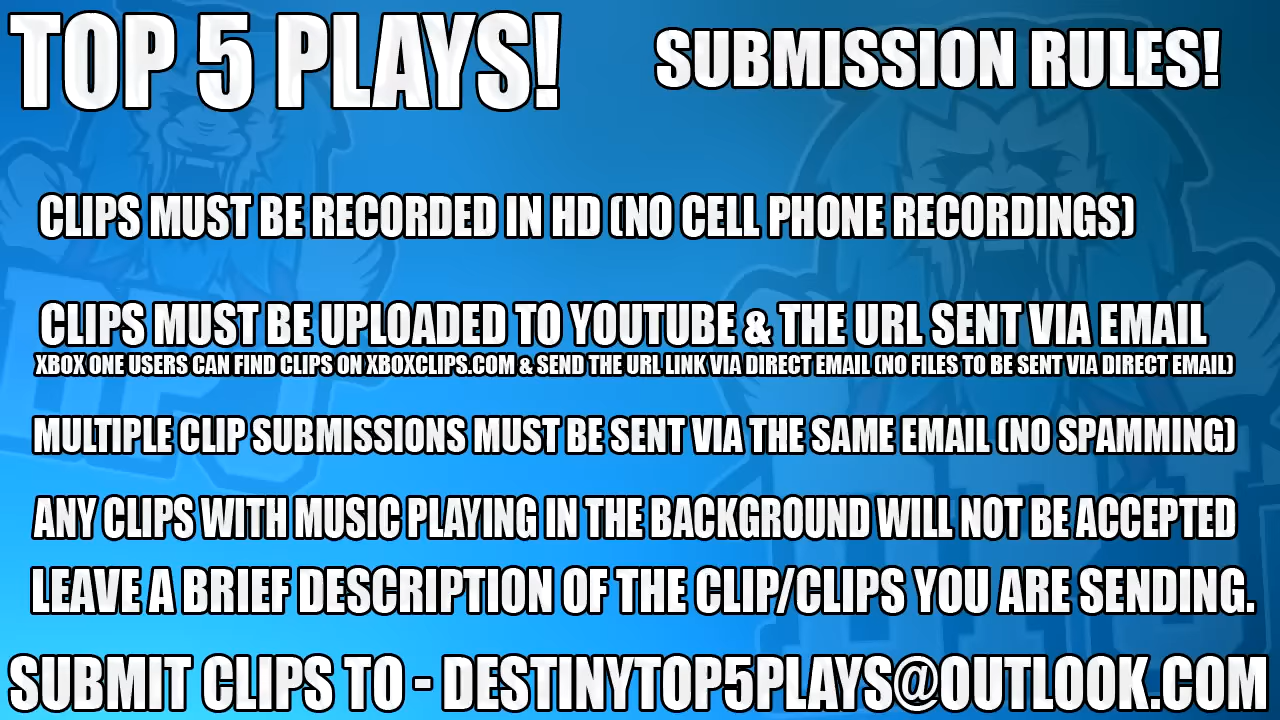 TOP 5 PLAYS!
SUBMISSION RULES!
CLIPS MUST BE RECORDED IN HD (NO CELL PHONE RECORDINGS)
CLIPS MUST BE UPLOADED TO YOUTUBE & THE URL SENT VIA EMAIL
XBOX ONE USERS CAN FIND CLIPS ON XBOXCLIPS.COM & SEND THE URL LINK VIA DIRECT EMAIL (NO FILES TO BE SENT VIA DIRECT EMAIL)
MULTIPLE CLIP SUBMISSIONS MUST BE SENT VIA THE SAME EMAIL (NO SPAMMING)
ANY CLIPS WITH MUSIC PLAYING IN THE BACKGROUND WILL NOT BE ACCEPTED
LEAVE A BRIEF DESCRIPTION OF THE CLIP/CLIPS YOU ARE SENDING.
SUBMIT CLIPS TO - DESTINYTOP5PLAYS@OUTLOOK.COM